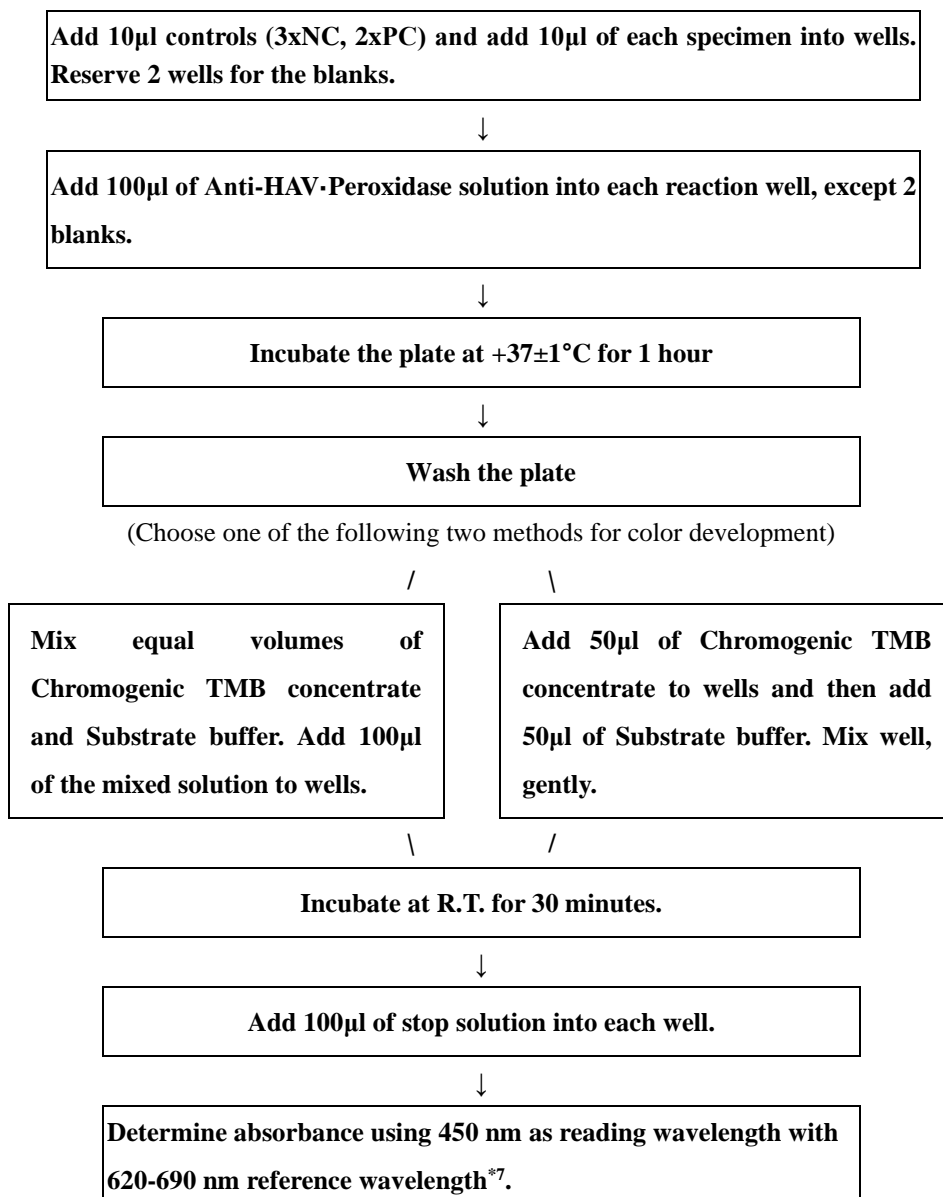 Add 10μl controls (3xNC, 2xPC) and add 10μl of each specimen into wells.
Reserve 2 wells for the blanks.
↓
Add 100μl of Anti-HAV·Peroxidase solution into each reaction well, except 2
blanks.
↓
Incubate the plate at +37±1°C for 1 hour
↓
Wash the plate
(Choose one of the following two methods for color development)
/ \
Mix equal volumes of
Chromogenic TMB concentrate
and Substrate buffer. Add 100μl
of the mixed solution to wells.
Add 50μl of Chromogenic TMB
concentrate to wells and then add
50μl of Substrate buffer. Mix well,
gently.
\ /
Incubate at R.T. for 30 minutes.
↓
Add 100μl of stop solution into each well.
↓
Determine absorbance using 450 nm as reading wavelength with
620-690 nm reference wavelength*7.